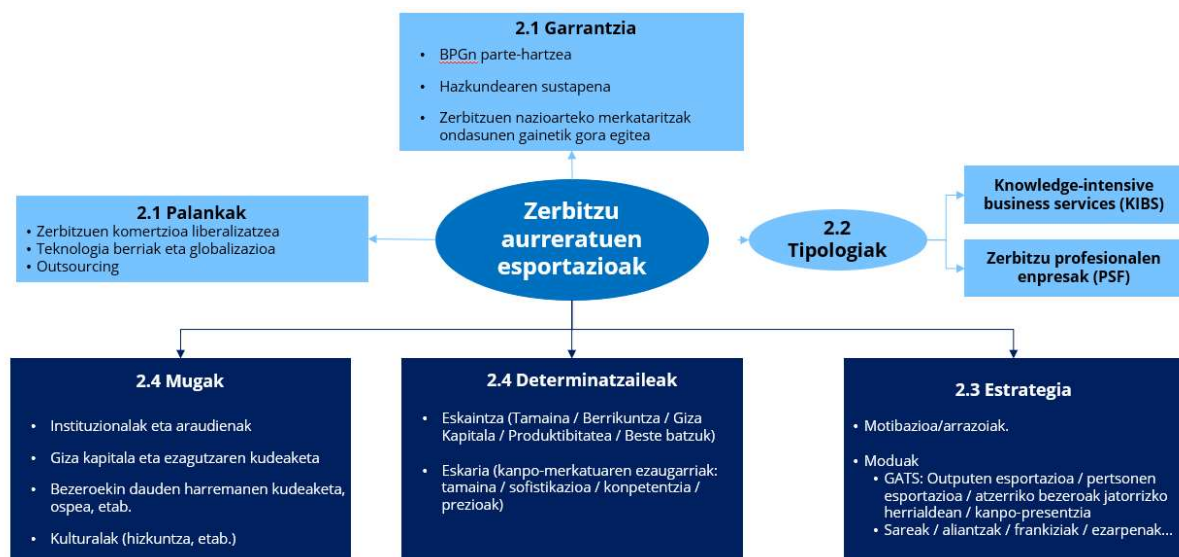 2.1 Garrantzia
• BPGn parte-hartzea
• Hazkundearen sustapena
• Zerbitzuen nazioarteko merkataritzak
ondasunen gainetik gora egitea
2.1 Palankak
• Zerbitzuen komertzioa liberalizatzea
• Teknologia berriak eta globalizazioa
• Outsourcing
Zerbitzu
aurreratuen
esportazioak
2.2
Tipologiak
Knowledge-intensive
business services (KIBS)
Zerbitzu profesionalen
enpresak (PSF)
2.4 Mugak
• Instituzionalak eta araudienak
• Giza kapitala eta ezagutzaren kudeaketa
• Bezeroekin dauden harremanen kudeaketa,
ospea, etab.
• Kulturalak (hizkuntza, etab.)
2.4 Determinatzaileak
• Eskaintza (Tamaina / Berrikuntza / Giza
Kapitala / Produktibitatea / Beste batzuk)
• Eskaria (kanpo-merkatuaren ezaugarriak:
tamaina / sofistikazioa / konpetentzia /
prezioak)
2.3 Estrategia
• Motibazioa/arrazoiak.
• Moduak
• GATS: Outputen esportazioa / pertsonen
esportazioa / atzerriko bezeroak jatorrizko
herrialdean / kanpo-presentzia
• Sareak / aliantzak / frankiziak / ezarpenak...